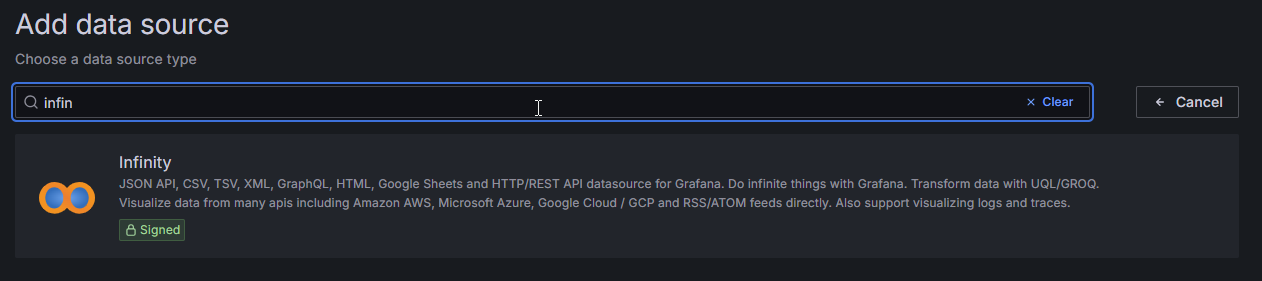 Add data source
Choose a data source type
infin
Clear
Cancel
Infinity
JSON API, CSV, TSV, XML, GraphQL, HTML, Google Sheets and HTTP/REST API datasource for Grafana. Do infinite things with Grafana. Transform data with UQL/GROQ.
Visualize data from many apis including Amazon AWS, Microsoft Azure, Google Cloud / GCP and RSS/ATOM feeds directly. Also support visualizing logs and traces.
Signed